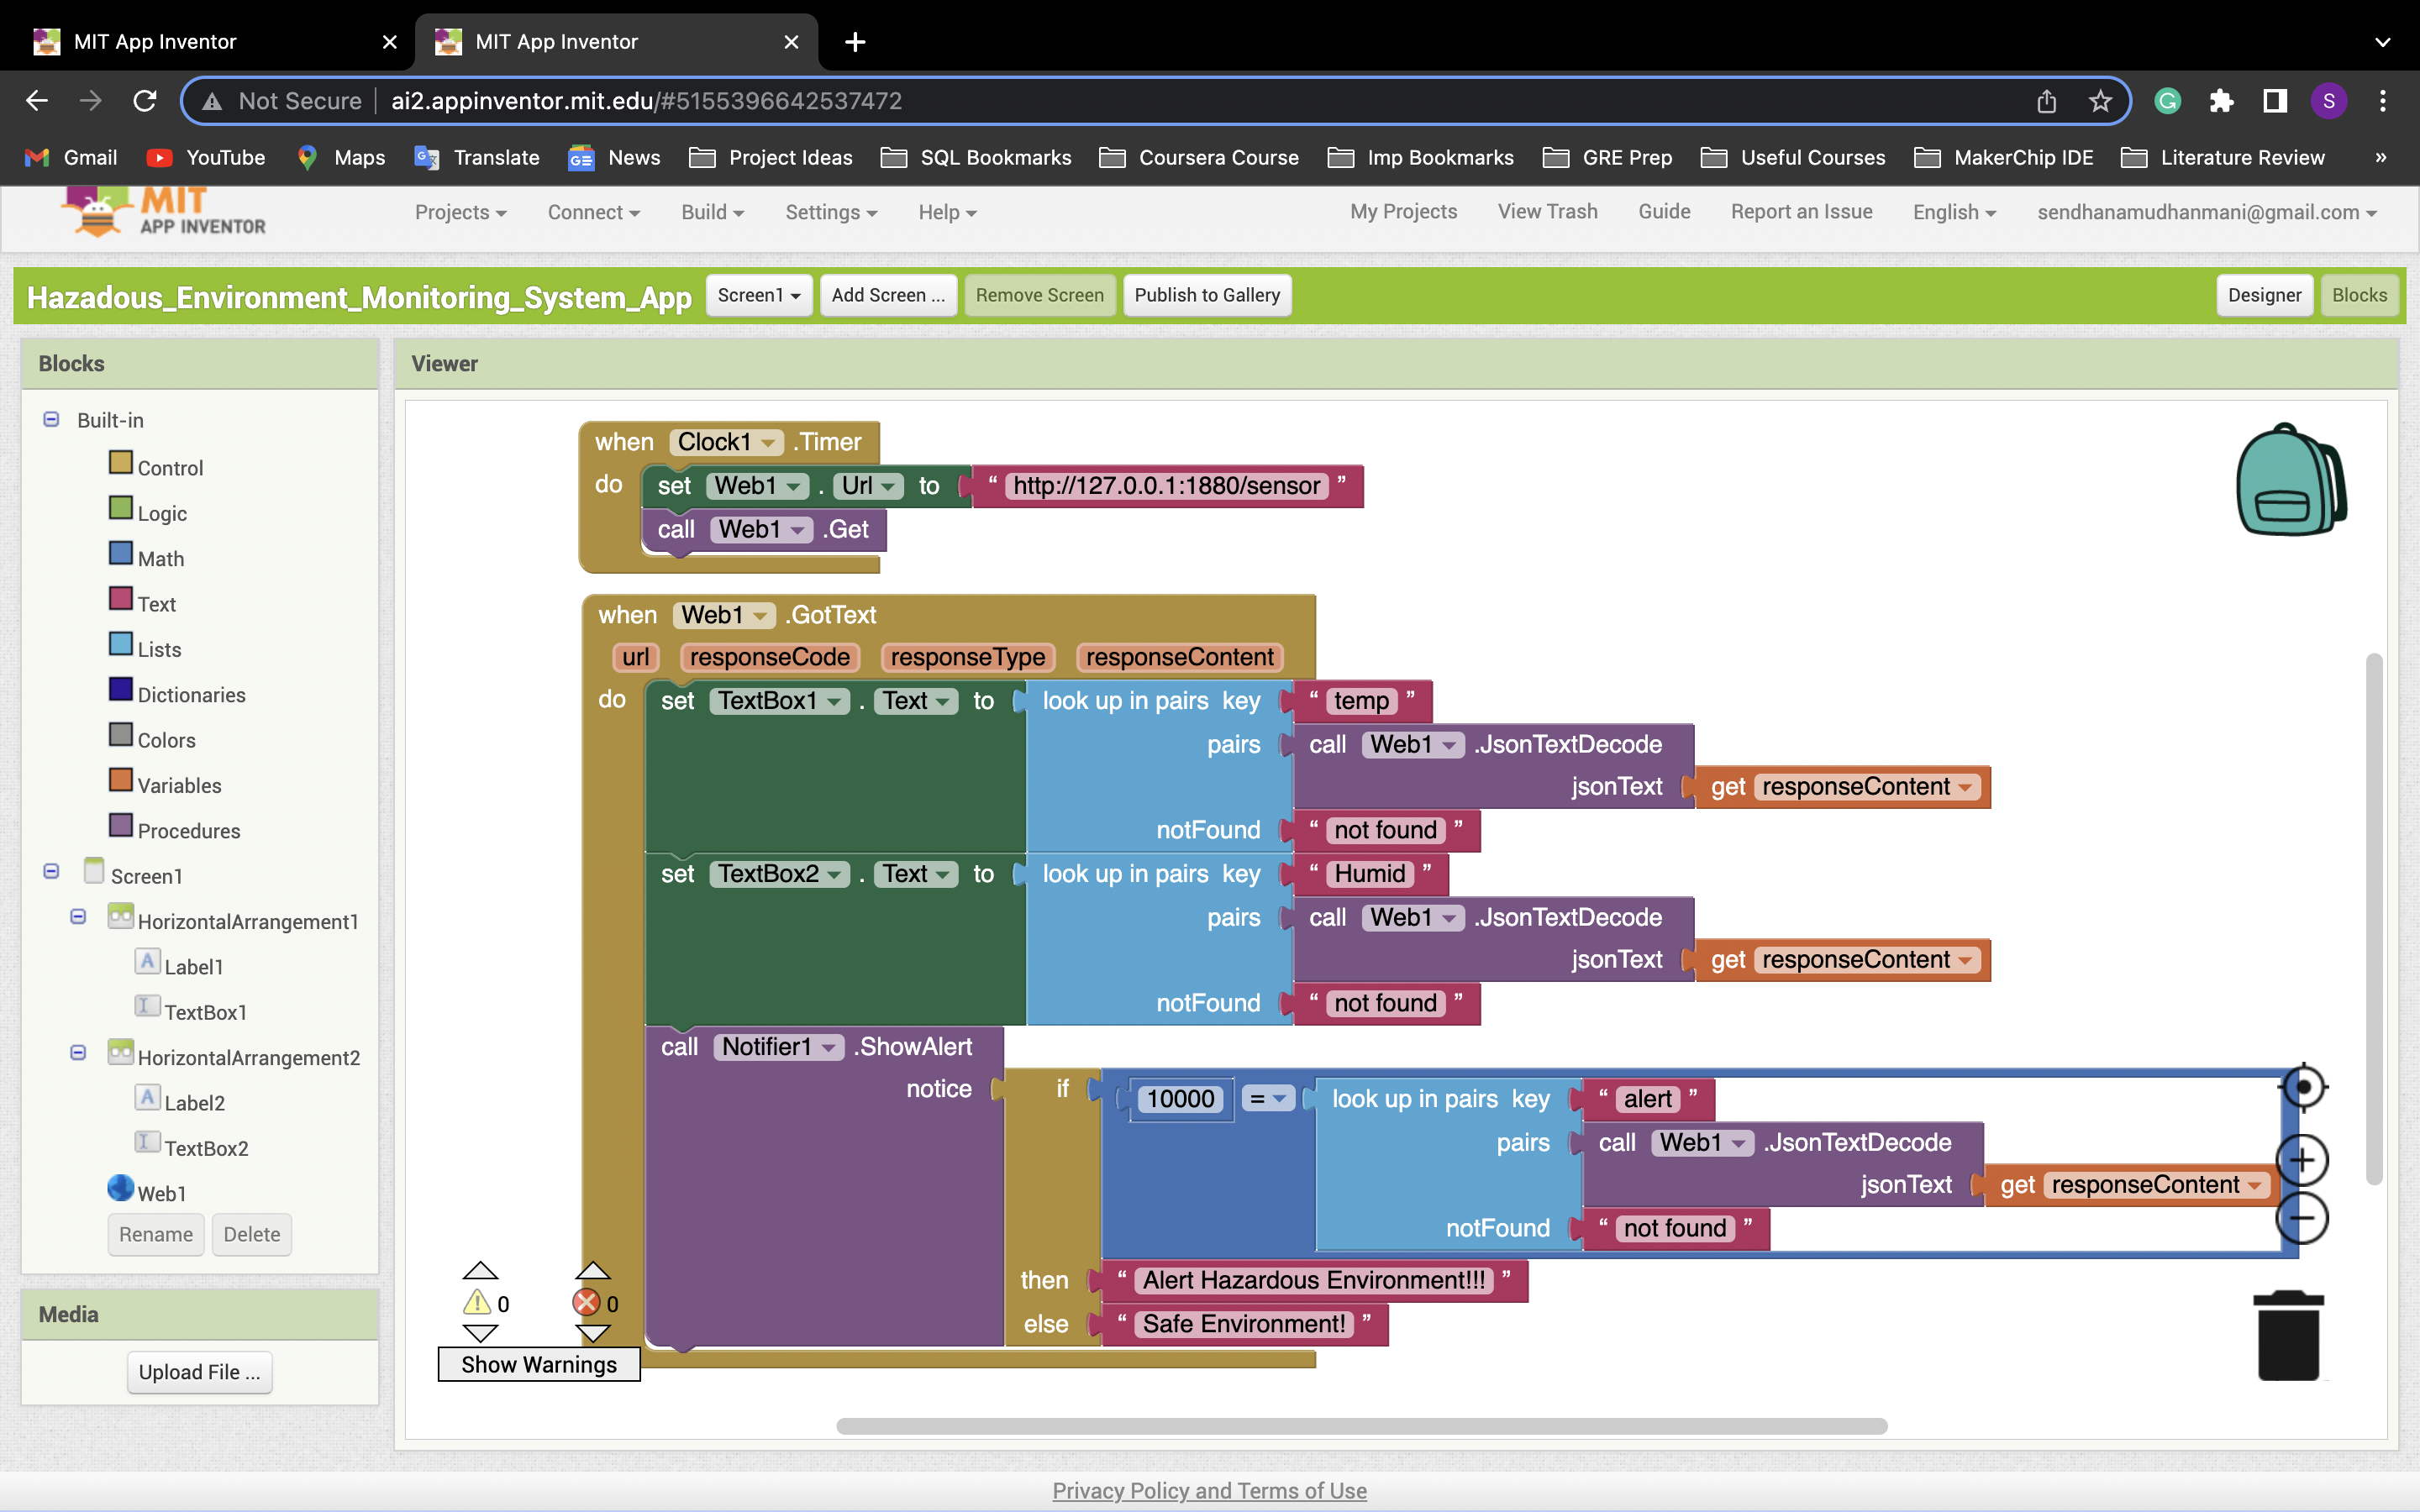 MIT App Inventor
MIT App Inventor
Not Secure ai2.appinventor.mit.edu/#5155396642537472
S
Gmail YouTube Maps Translate News Project Ideas SQL Bookmarks Coursera Course Imp Bookmarks GRE Prep Useful Courses MakerChip IDE Literature Review »
MIT
APP INVENTOR
Projects Connect Build Settings Help My Projects View Trash Guide Report an Issue English sendhanamudhanmani@gmail.com
Hazadous_Environment_Monitoring_System_App Screen1 Add Screen ... Remove Screen Publish to Gallery Designer Blocks
Blocks
Built-in
Control
Logic
Math
Text
Lists
Dictionaries
Colors
Variables
Procedures
Screen1
HorizontalArrangement1
Label1
TextBox1
HorizontalArrangement2
Label2
TextBox2
Web1
Rename Delete
Media
Upload File ...
Viewer
when Clock1 .Timer
do set Web1 . Url to “ http://127.0.0.1:1880/sensor ”
call Web1 .Get
when Web1 .GotText
url responseCode responseType responseContent
do set TextBox1 . Text to look up in pairs key “ temp ”
pairs call Web1 .JsonTextDecode
jsonText get responseContent
notFound “ not found ”
set TextBox2 . Text to look up in pairs key “ Humid ”
pairs call Web1 .JsonTextDecode
jsonText get responseContent
notFound “ not found ”
call Notifier1 .ShowAlert
notice if 10000 = look up in pairs key “ alert ”
pairs call Web1 .JsonTextDecode
jsonText get responseContent
notFound “ not found ”
then “ Alert Hazardous Environment!!! ”
else “ Safe Environment! ”
0 0
Show Warnings
Privacy Policy and Terms of Use